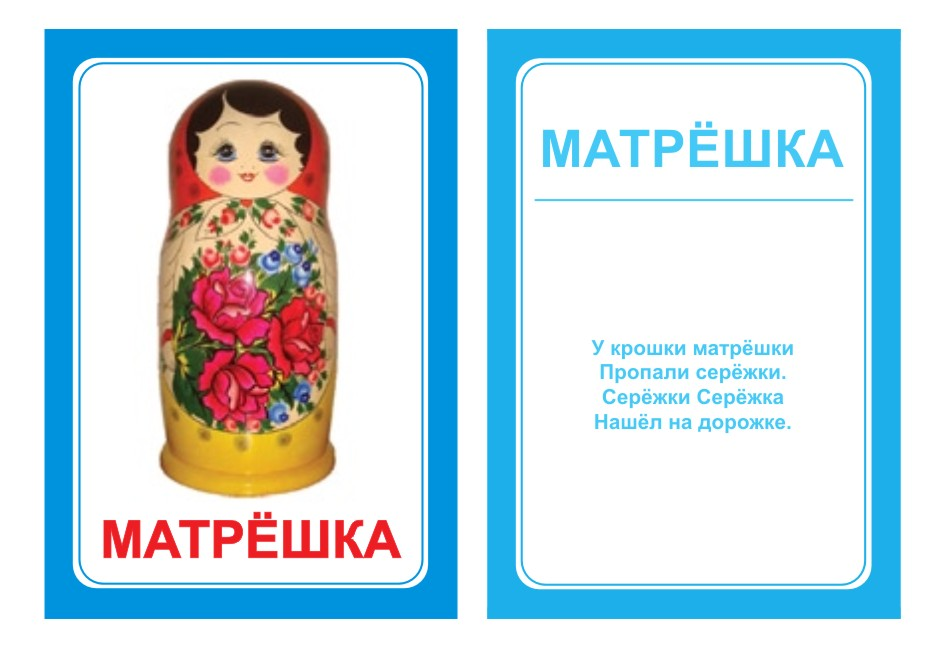 МАТРЁШКА
МАТРЁШКА
У крошки матрёшки
Пропали серёжки.
Серёжки Серёжка
Нашёл на дорожке.